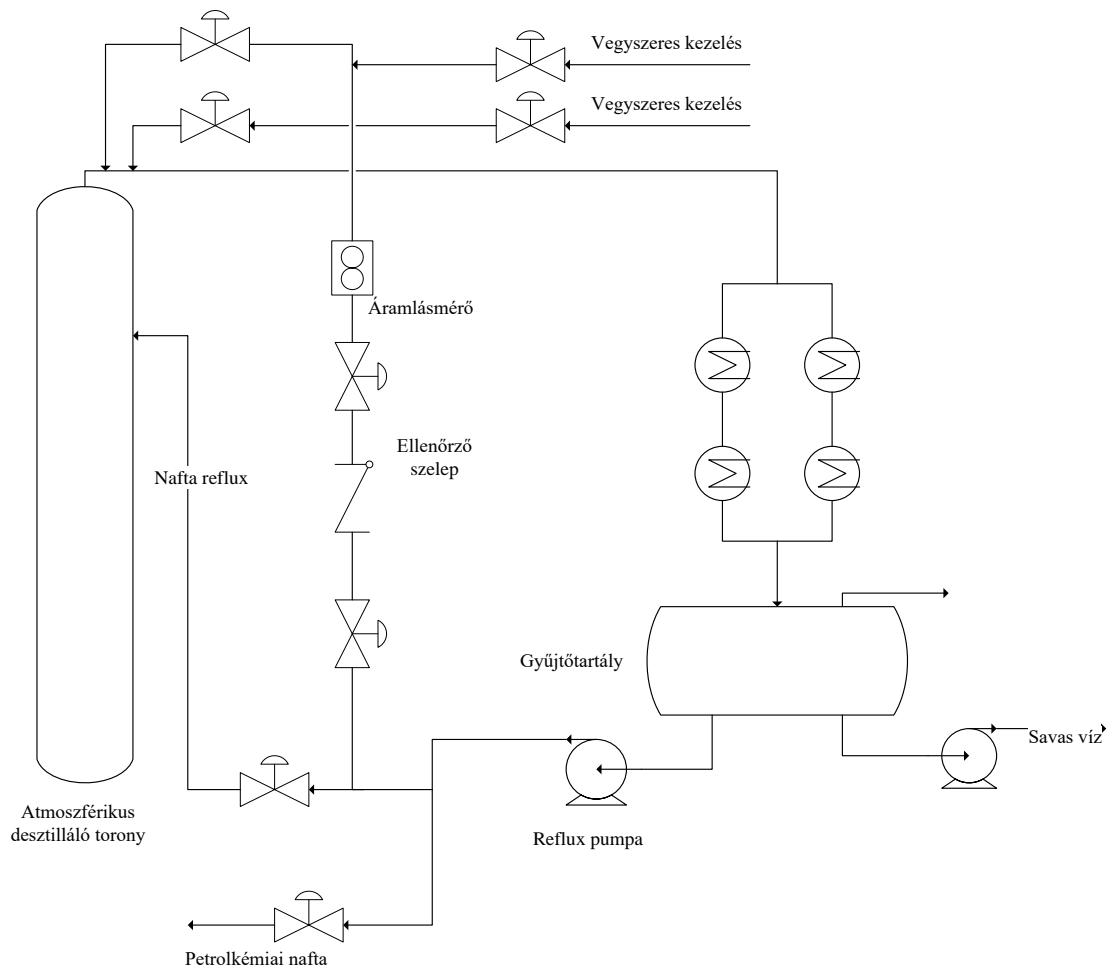 Vegyszeres kezelés
Vegyszeres kezelés
Áramlásmérő
Ellenőrző
szelep
Nafta reflux
Gyűjtőtartály
Savas víz
Atmoszférikus
desztilláló torony
Reflux pumpa
Petrolkémiai nafta